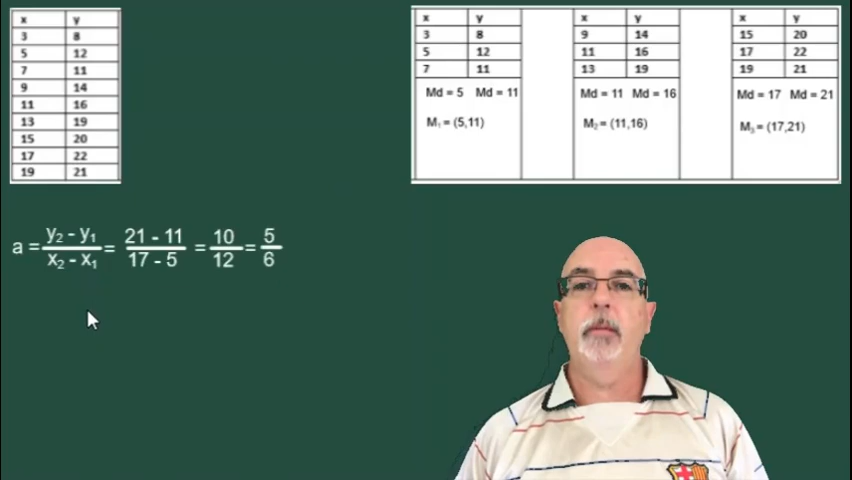 x y
3 8
5 12
7 11
9 14
11 16
13 19
15 20
17 22
19 21
x y
3 8
5 12
7 11
Md = 5 Md = 11
M₁ = (5,11)
x y
9 14
11 16
13 19
Md = 11 Md = 16
M₂ = (11,16)
x y
15 20
17 22
19 21
Md = 17 Md = 21
M₃ = (17,21)
a = y₂ - y₁ / x₂ - x₁ = 21 - 11 / 17 - 5 = 10 / 12 = 5 / 6